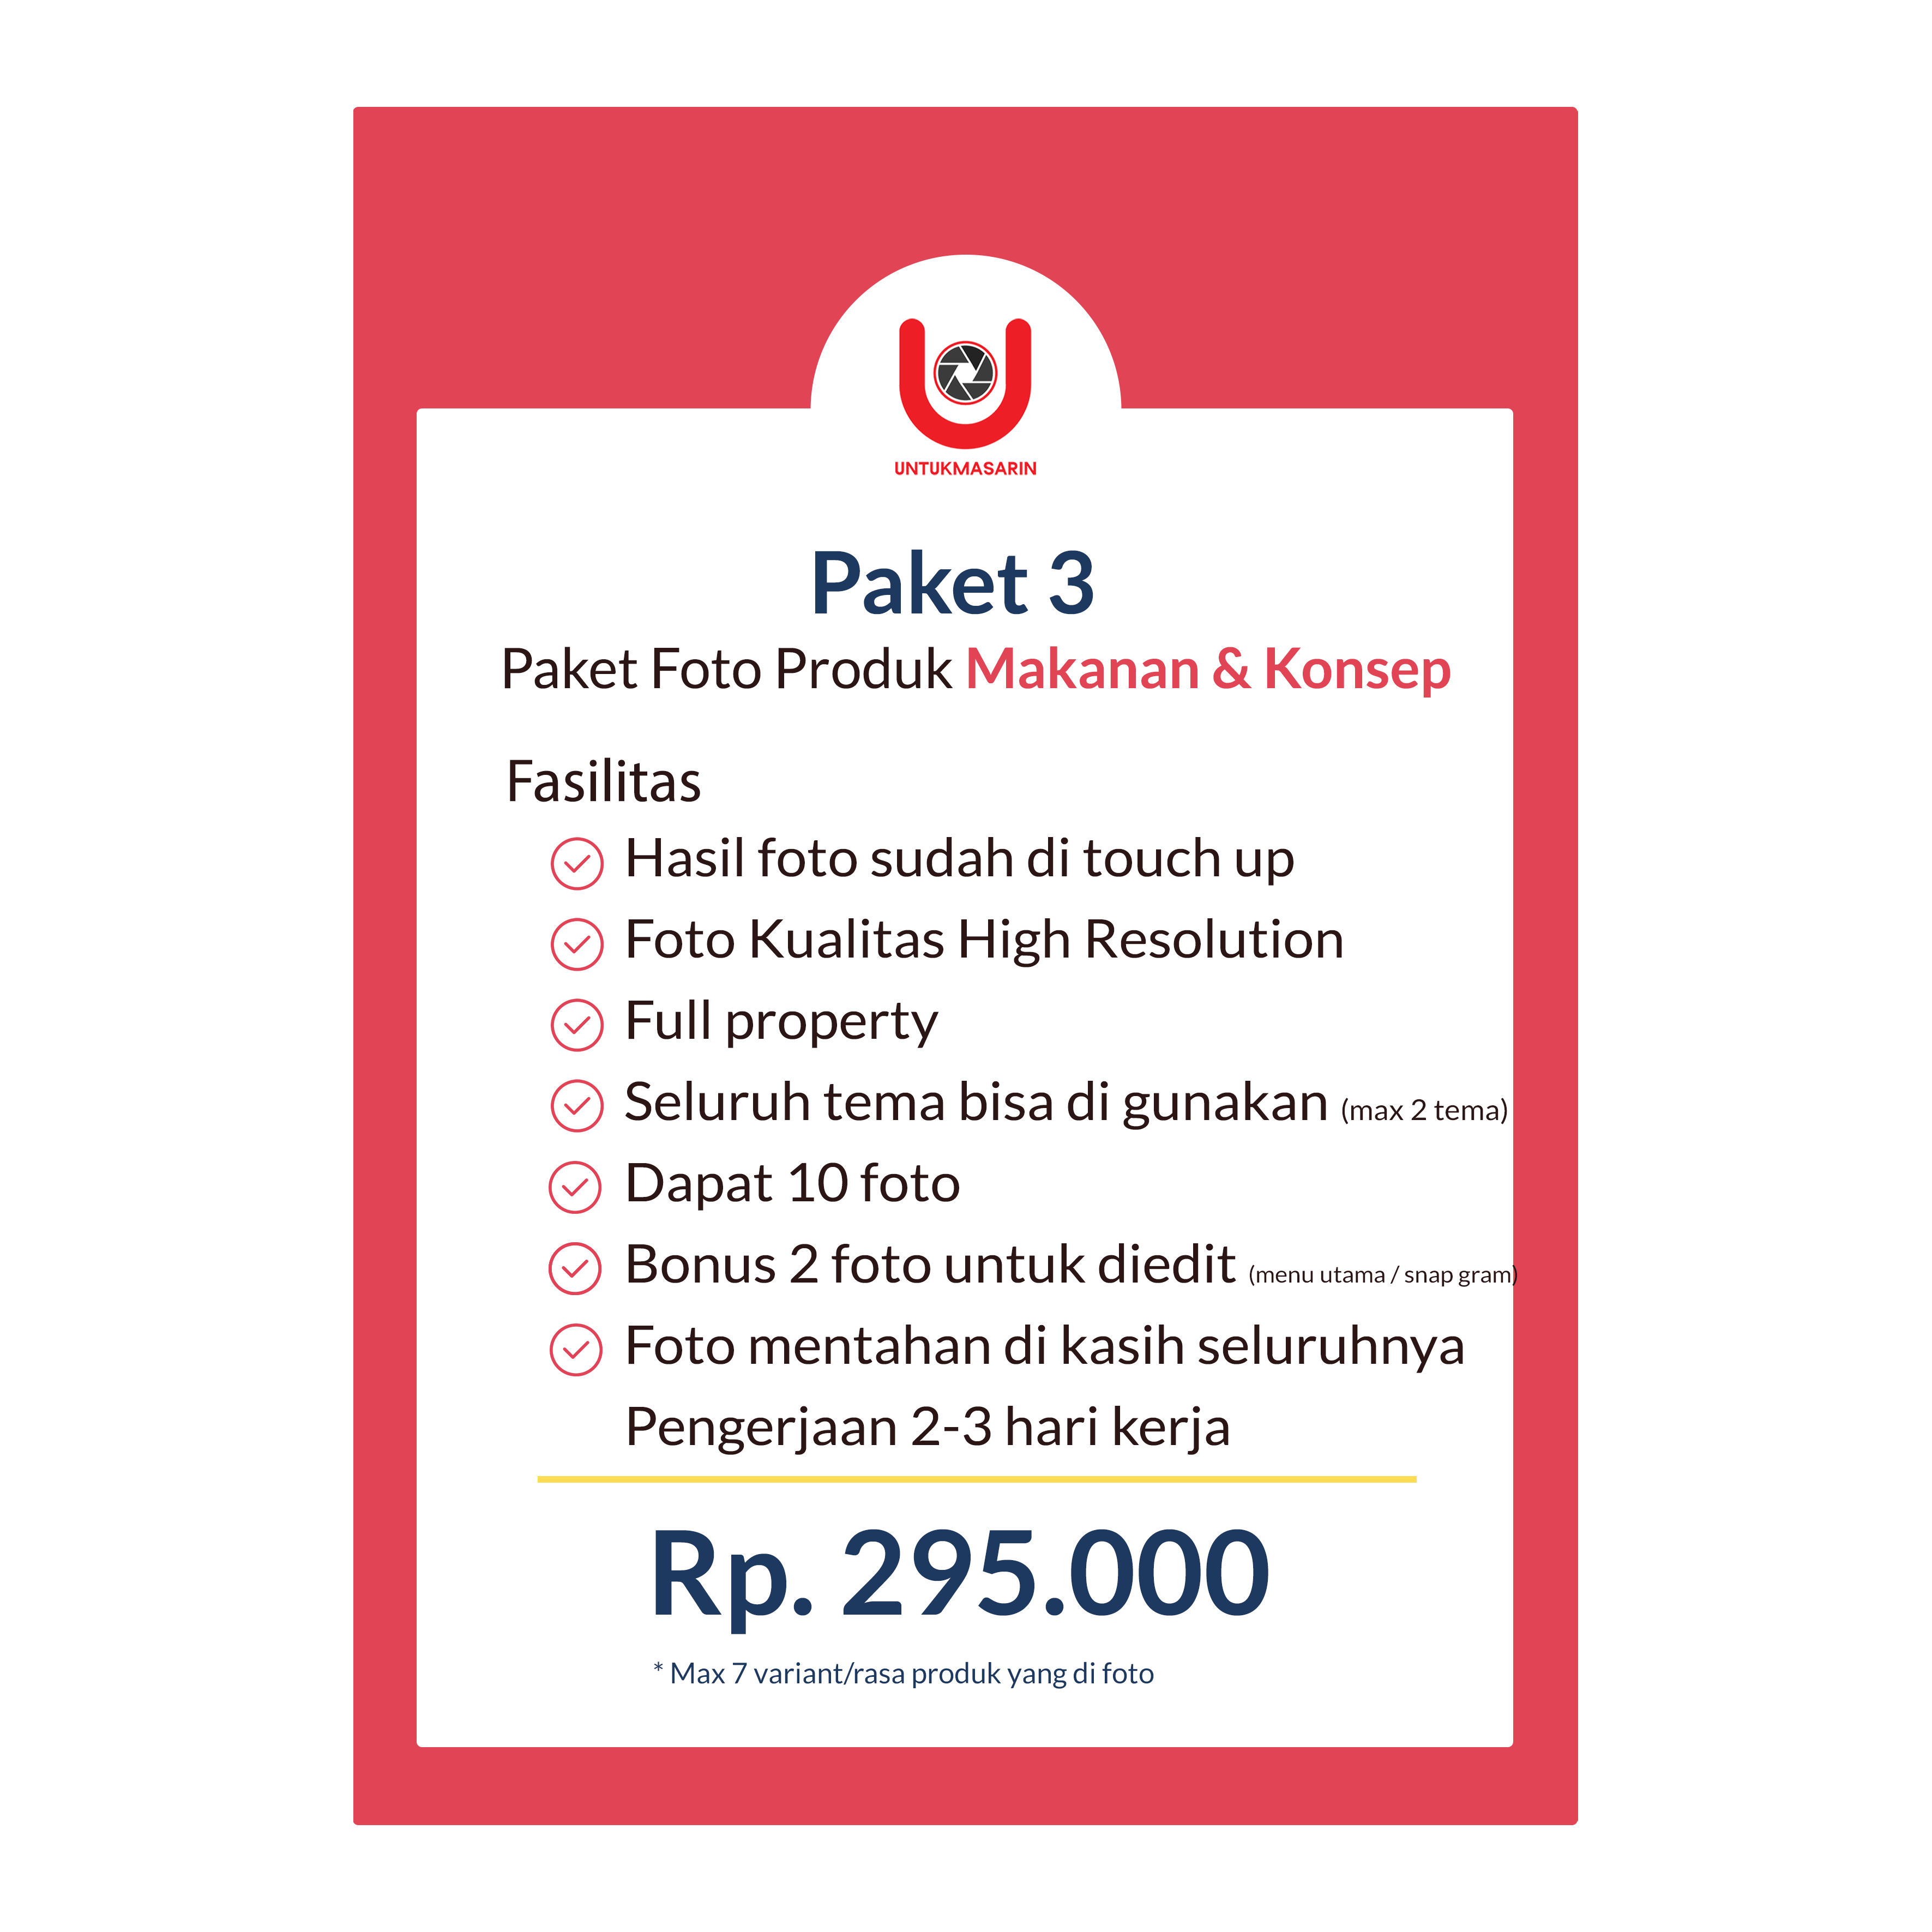 UNTUKMASARIN
Paket 3
Paket Foto Produk Makanan & Konsep
Fasilitas
Hasil foto sudah di touch up
Foto Kualitas High Resolution
Full property
Seluruh tema bisa di gunakan (max 2 tema)
Dapat 10 foto
Bonus 2 foto untuk diedit (menu utama / snap gram)
Foto mentahan di kasih seluruhnya
Pengerjaan 2-3 hari kerja
Rp. 295.000
* Max 7 variant/rasa produk yang di foto